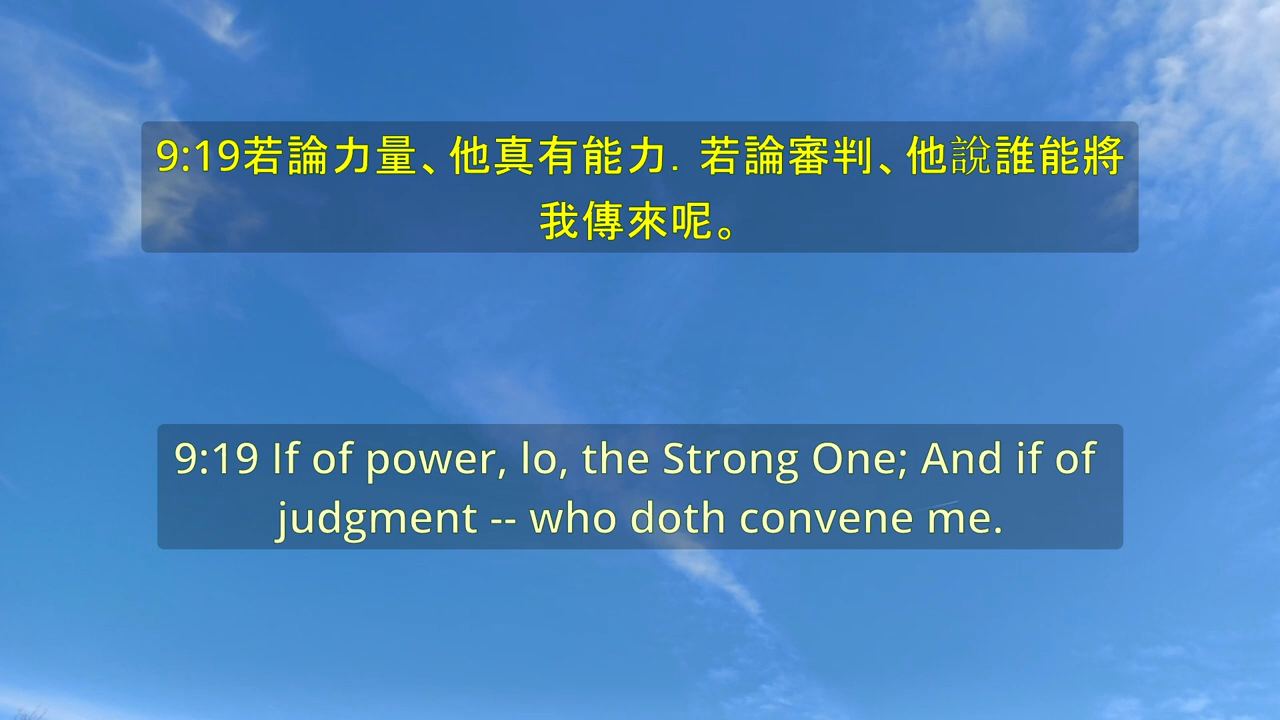 9:19若論力量、他真有能力．若論審判、他說誰能將
我傳來呢。
9:19 If of power, lo, the Strong One; And if of
judgment -- who doth convene me.